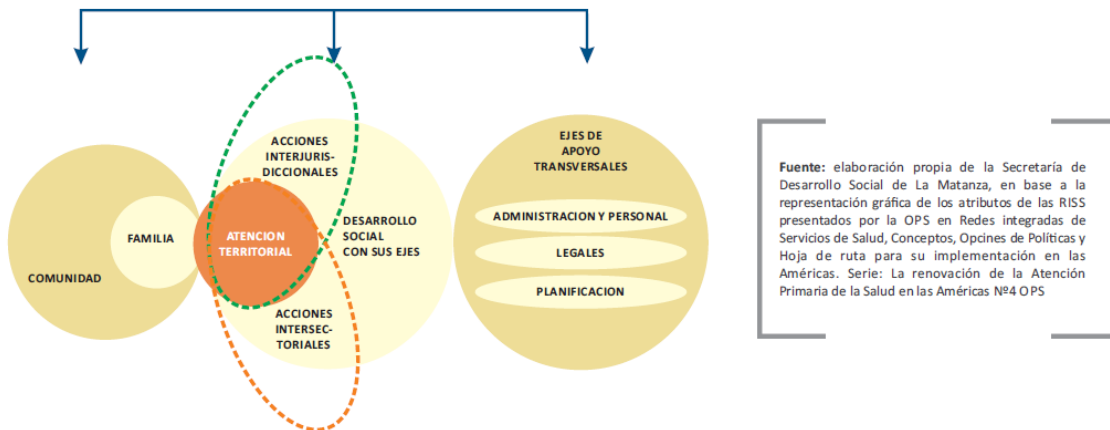 COMUNIDAD
FAMILIA
ATENCION
TERRITORIAL
ACCIONES
INTERJURIS-
DICCIONALES
DESARROLLO
SOCIAL
CON SUS EJES
ACCIONES
INTERSEC-
TORIALES
EJES DE
APOYO
TRANSVERSALES
ADMINISTRACION Y PERSONAL
LEGALES
PLANIFICACION
Fuente: elaboración propia de la Secretaría de
Desarrollo Social de La Matanza, en base a la
representación gráfica de los atributos de las RISS
presentados por la OPS en Redes integradas de
Servicios de Salud, Conceptos, Opcines de Políticas y
Hoja de ruta para su implementación en las
Américas. Serie: La renovación de la Atención
Primaria de la Salud en las Américas Nº4 OPS